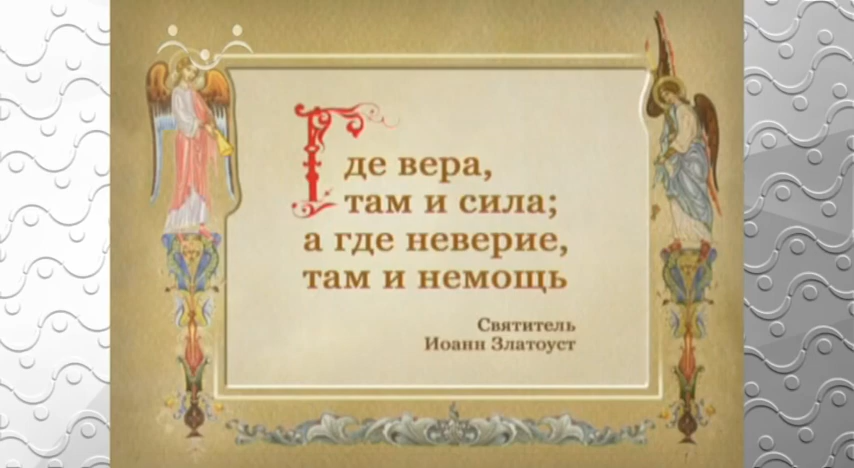 Где вера,
там и сила;
а где неверие,
там и немощь
Святитель
Иоанн Златоуст